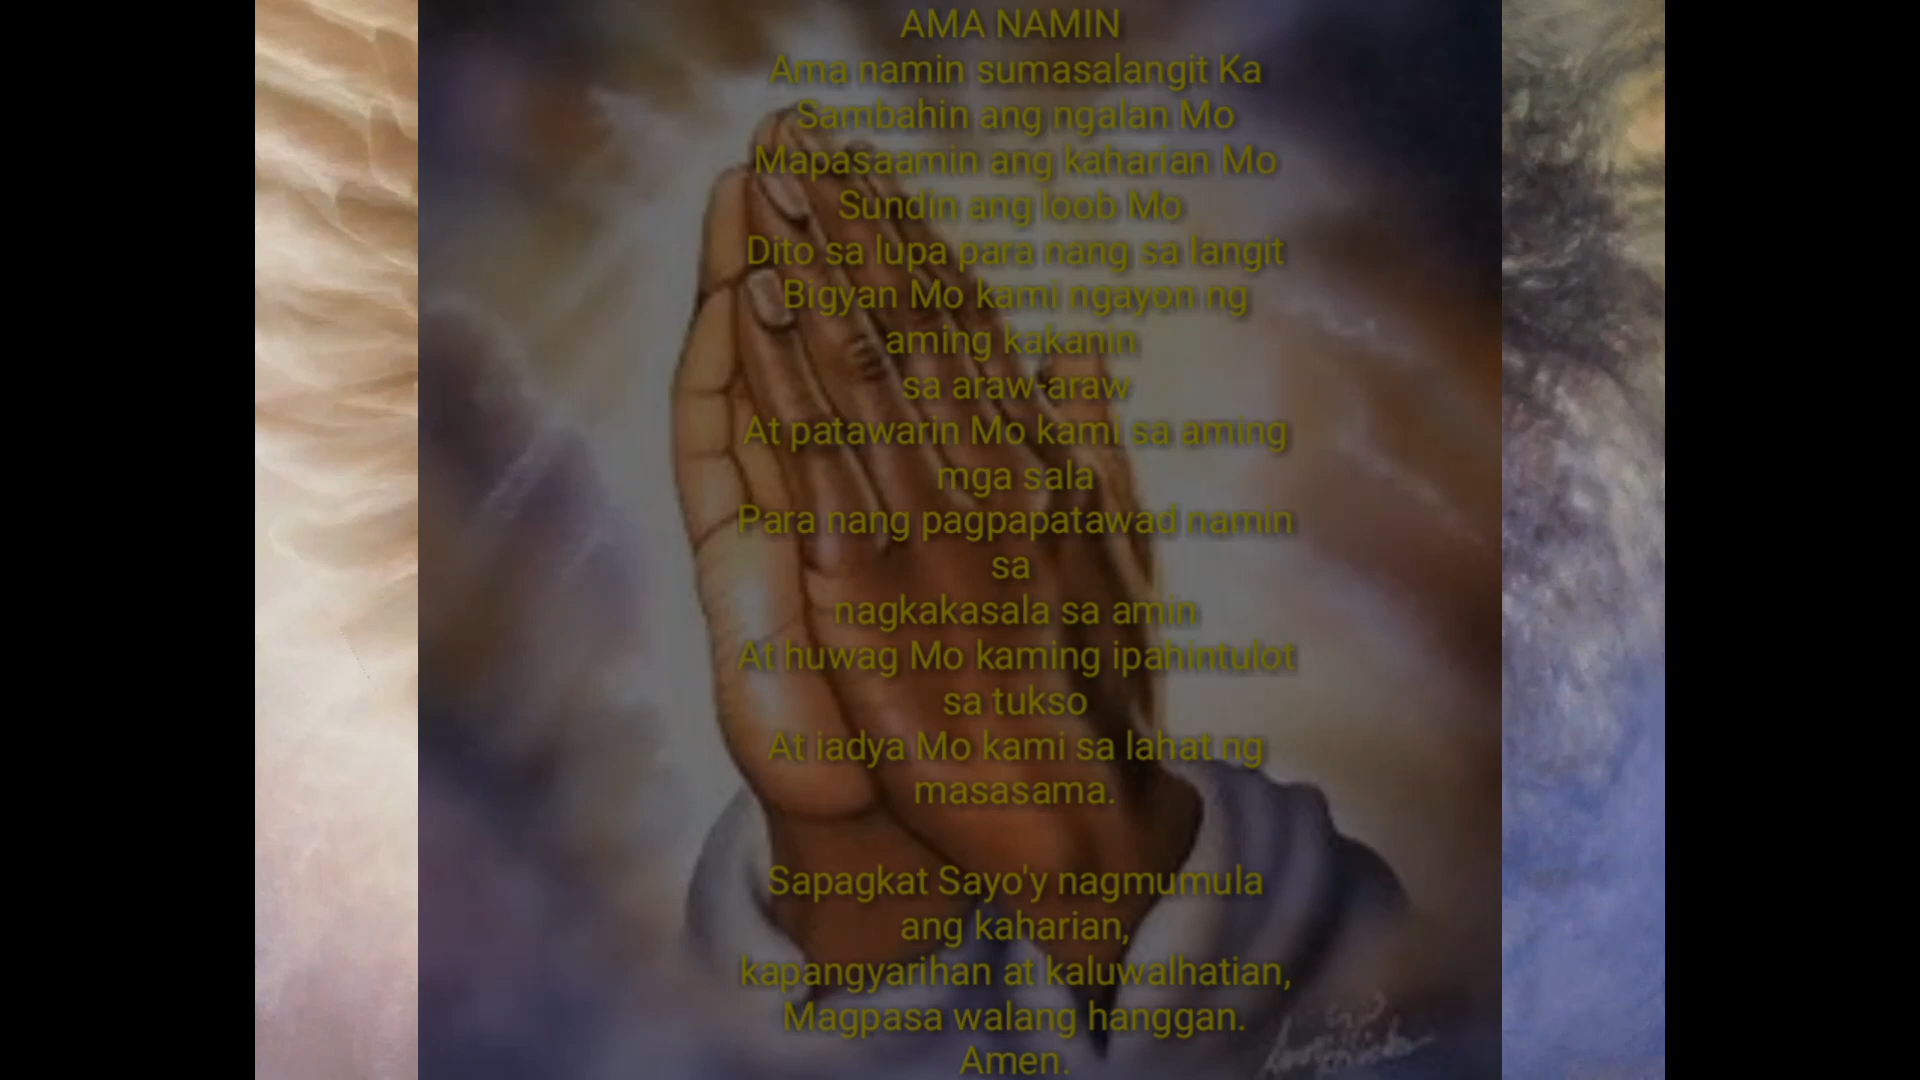 AMA NAMIN
Ama namin sumasalangit Ka
Sambahin ang ngalan Mo
Mapasaamin ang kaharian Mo
Sundin ang loob Mo
Dito sa lupa para nang sa langit
Bigyan Mo kami ngayon ng
aming kakanin
sa araw-araw
At patawarin Mo kami sa aming
mga sala
Para nang pagpapatawad namin
sa
nagkakasala sa amin
At huwag Mo kaming ipahintulot
sa tukso
At iadya Mo kami sa lahat ng
masasama.
Sapagkat Sayo'y nagmumula
ang kaharian,
kapangyarihan at kaluwalhatian,
Magpasa walang hanggan.
Amen.